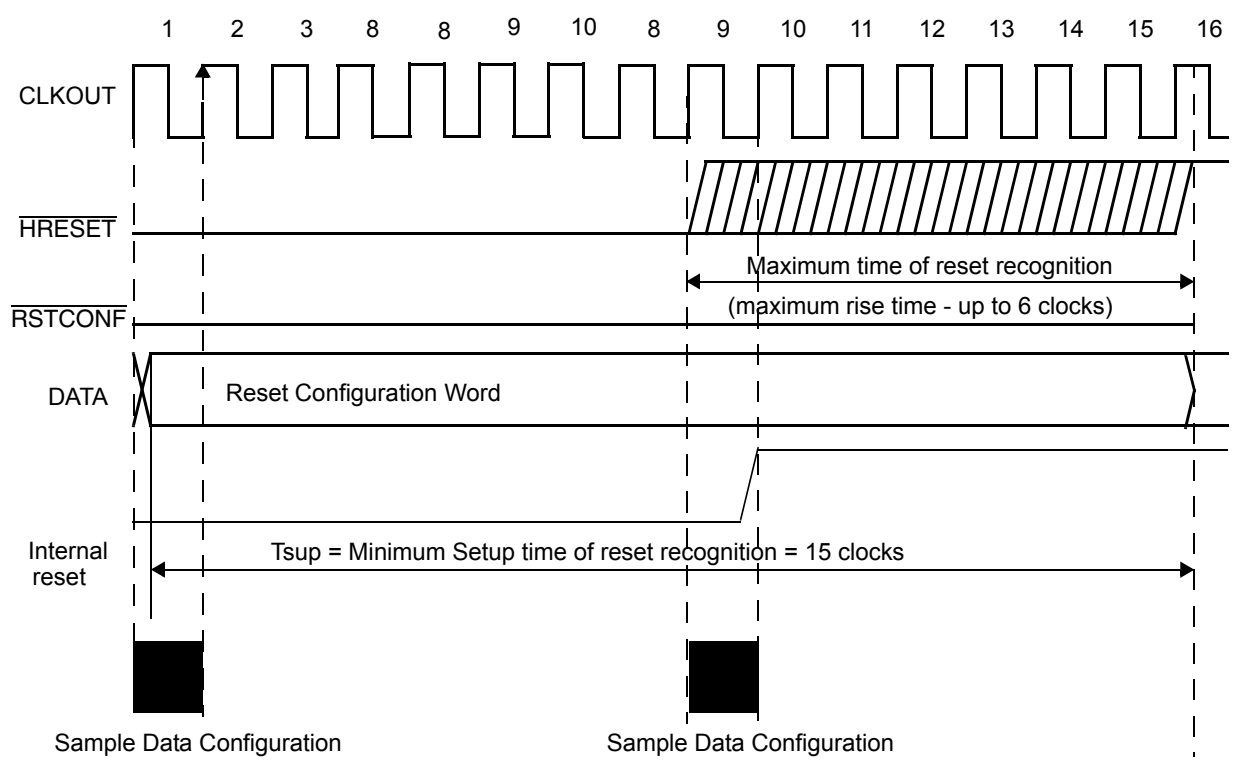 1 2 3 8 8 9 10 8 9 10 11 12 13 14 15 16
CLKOUT
HRESET
Maximum time of reset recognition
(maximum rise time - up to 6 clocks)
RSTCONF
DATA
Reset Configuration Word
Internal
reset
Tsup = Minimum Setup time of reset recognition = 15 clocks
Sample Data Configuration
Sample Data Configuration